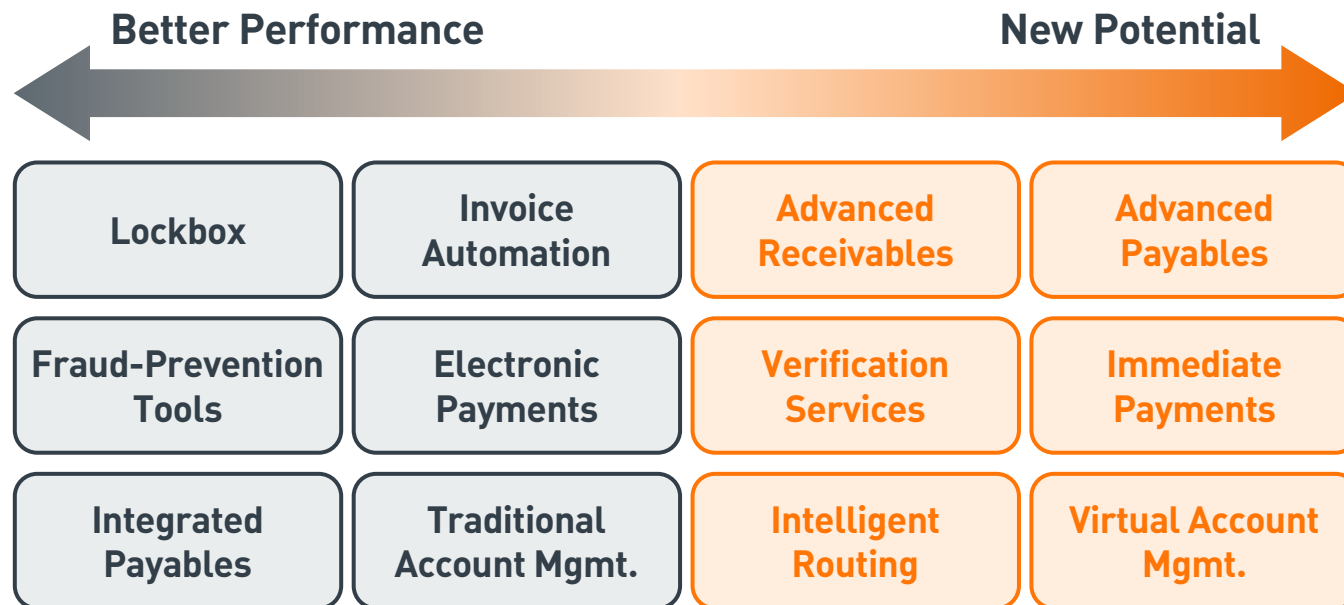 Better Performance
New Potential
Lockbox
Invoice
Automation
Advanced
Receivables
Advanced
Payables
Fraud-Prevention
Tools
Electronic
Payments
Verification
Services
Immediate
Payments
Integrated
Payables
Traditional
Account Mgmt.
Intelligent
Routing
Virtual Account
Mgmt.